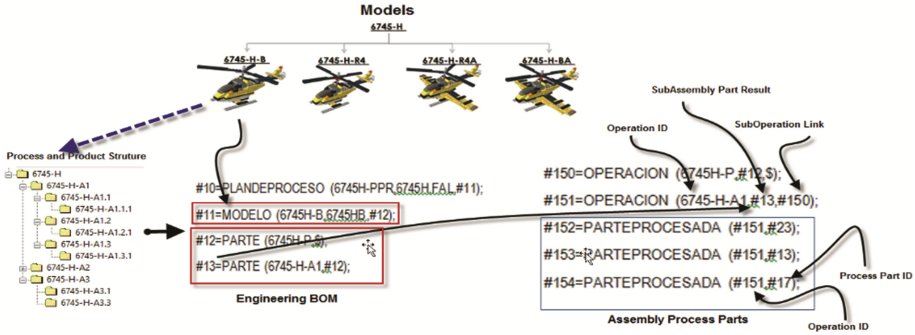 Models
6745-H
6745-H-B
6745-H-R4
6745-H-R4A
6745-H-BA
SubAssembly Part Result
Operation ID
SubOperation Link
Process and Product Struture
6745-H
6745-H-A1
6745-H-A1.1
6745-H-A1.1.1
6745-H-A1.2
6745-H-A1.2.1
6745-H-A1.3
6745-H-A1.3.1
6745-H-A2
6745-H-A3
6745-H-A3.1
6745-H-A3.3
#10=PLANDEPROCESO (6745H-PPR,6745H,FAL,#11);
#11=MODELO (6745H-B,6745HB,#12);
#12=PARTE (6745H-P,$);
#13=PARTE (6745-H-A1,#12);
Engineering BOM
#150=OPERACION (6745H-P,#12,$);
#151=OPERACION (6745-H-A1,#13,#150);
#152=PARTEPROCESADA (#151,#23);
#153=PARTEPROCESADA (#151,#13);
#154=PARTEPROCESADA (#151,#17);
Process Part ID
Assembly Process Parts
Operation ID